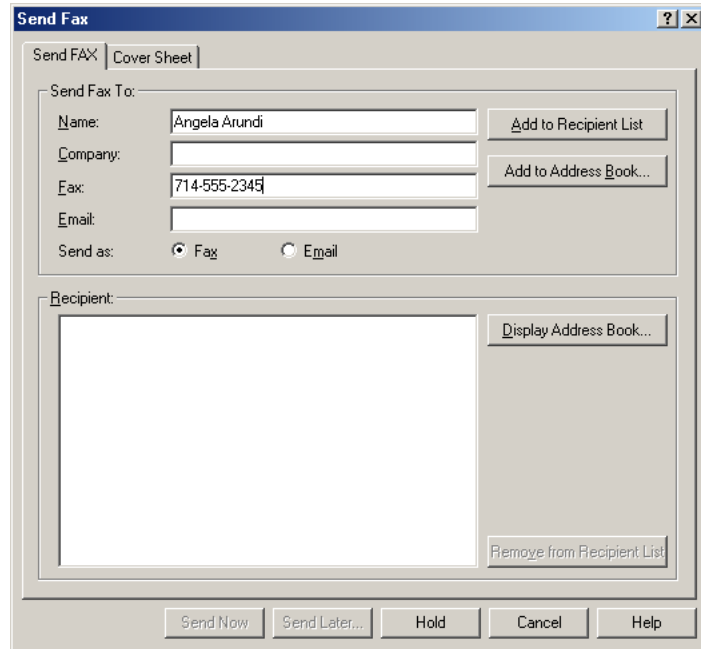 Send Fax
Send FAX Cover Sheet
Send Fax To:
Name: Angela Arundi Add to Recipient List
Company:
Add to Address Book...
Fax: 714-555-2345
Email:
Send as: Fax Email
Recipient:
Display Address Book...
Remove from Recipient List
Send Now Send Later... Hold Cancel Help